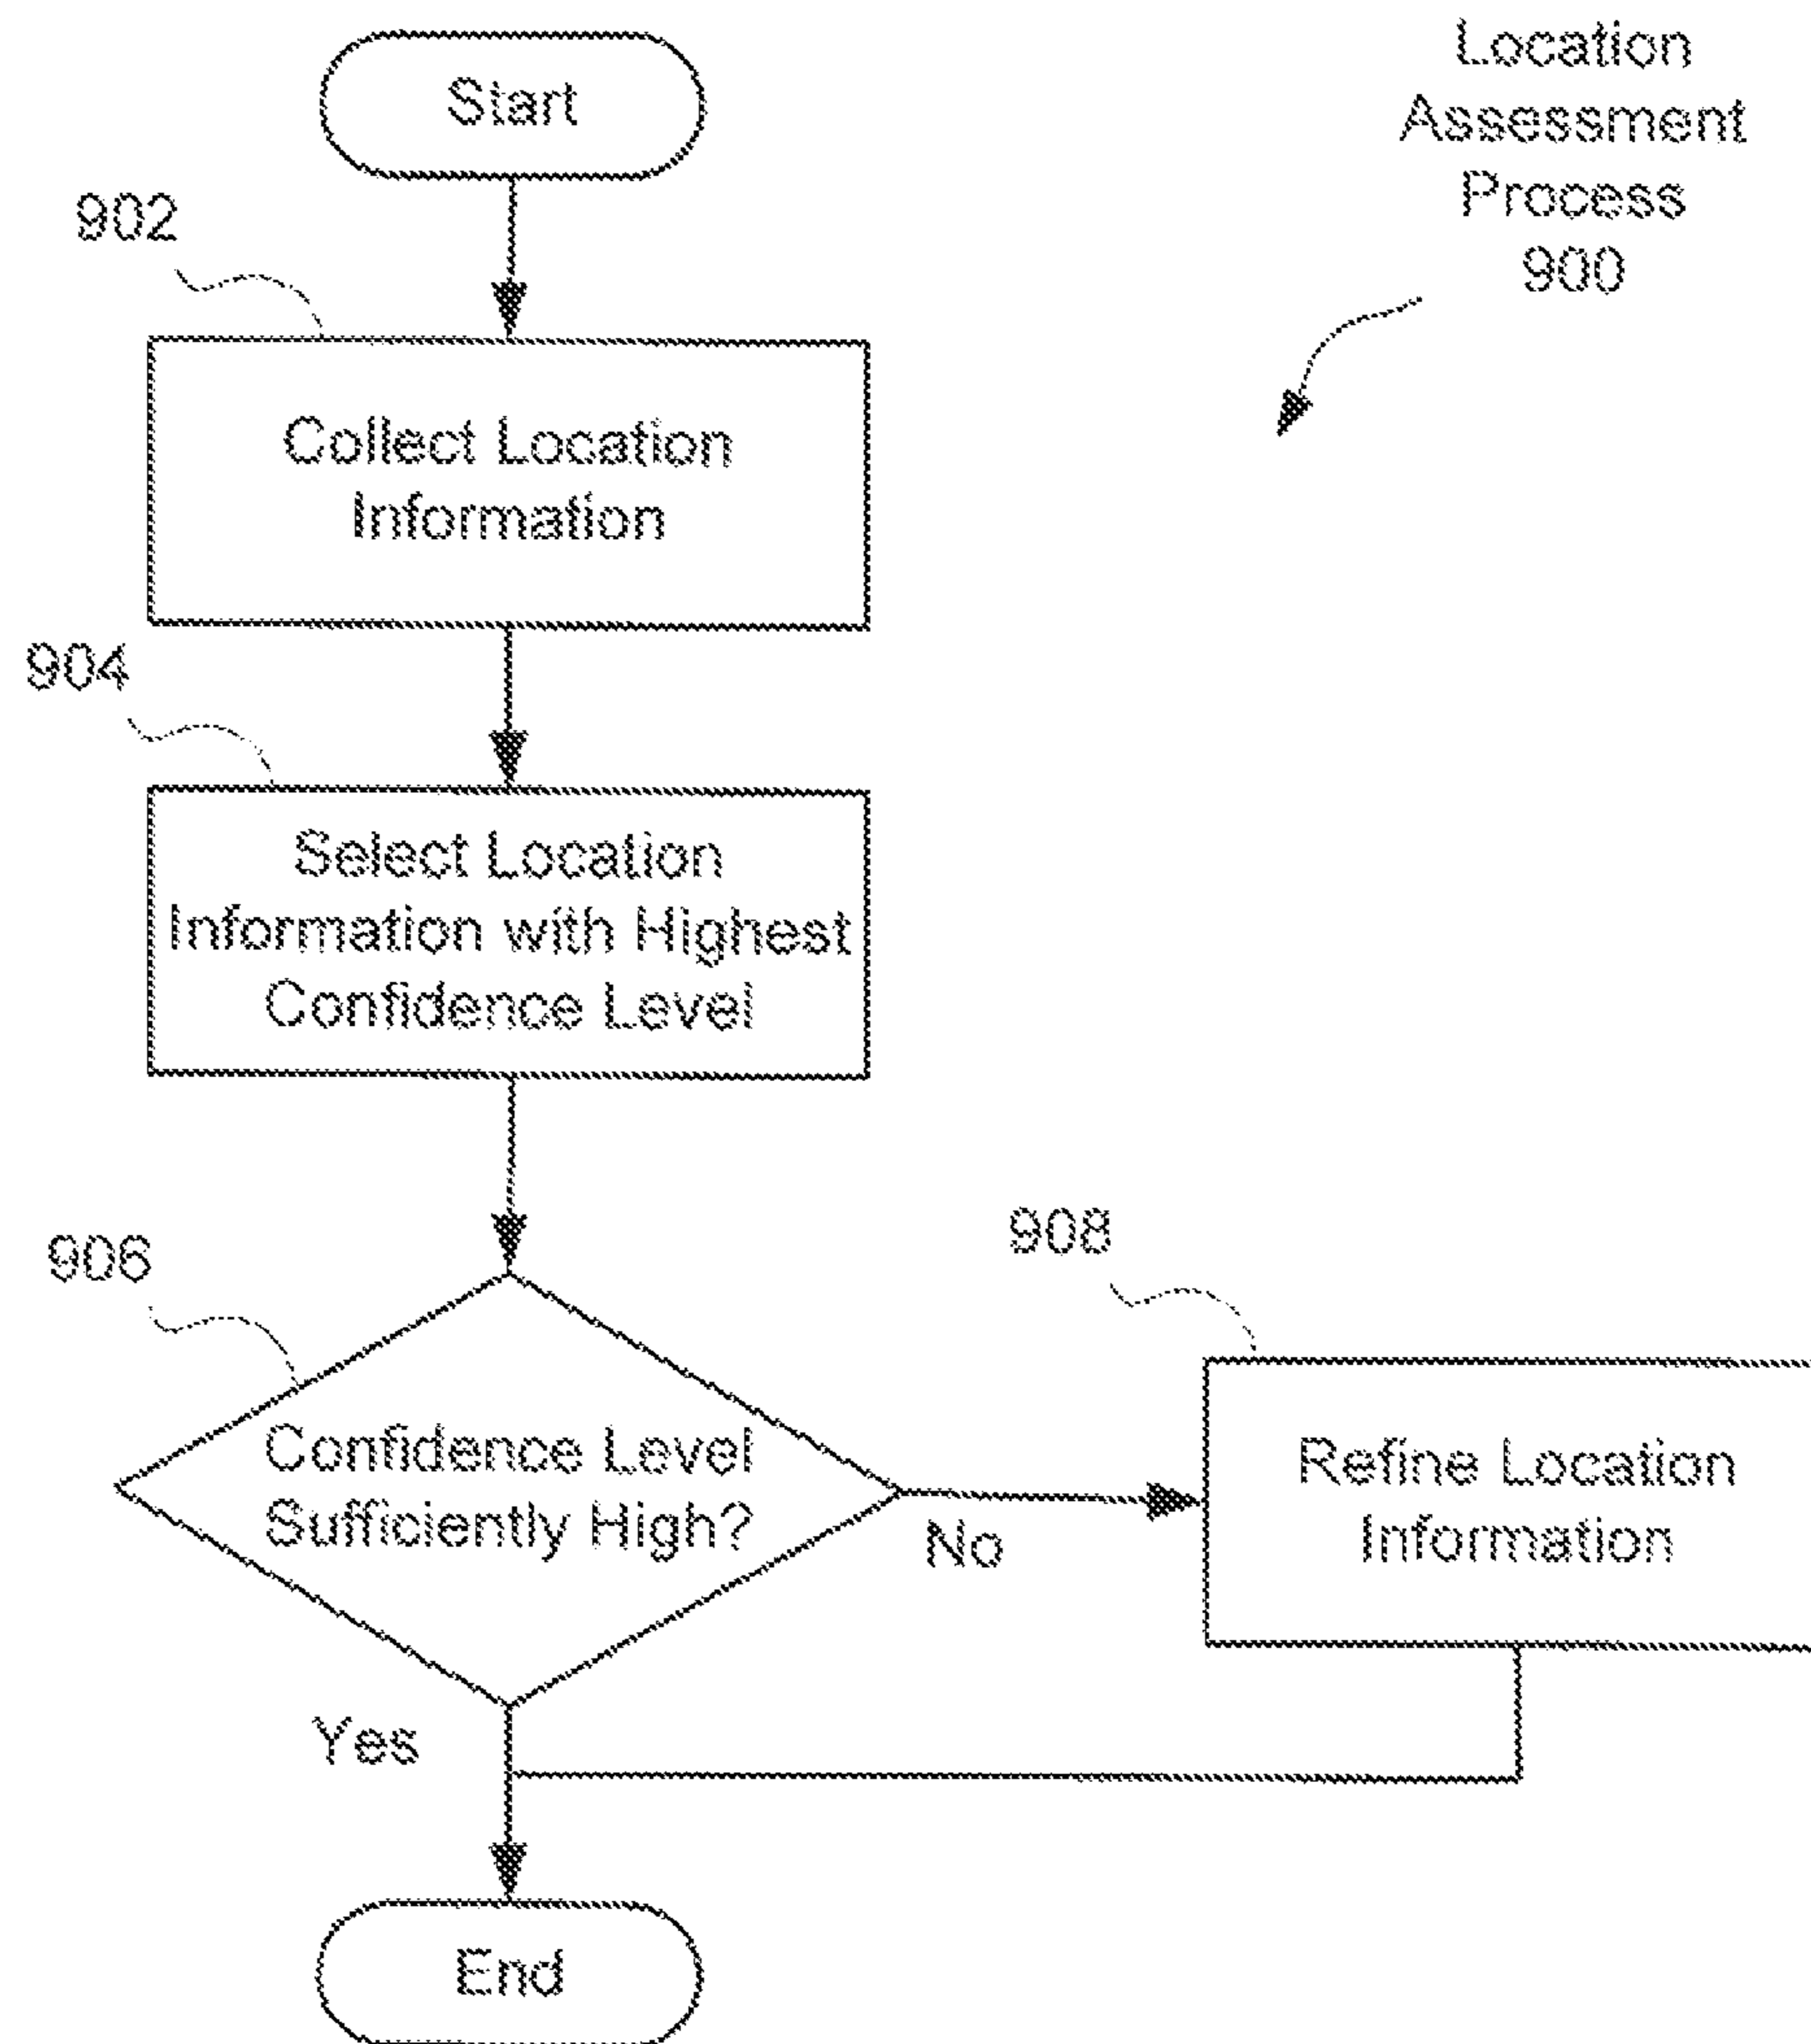 Start
Location
Assessment
Process
900
902
Collect Location
Information
904
Select Location
Information with Highest
Confidence Level
906
Confidence Level
Sufficiently High?
No
Yes
908
Refine Location
Information
End